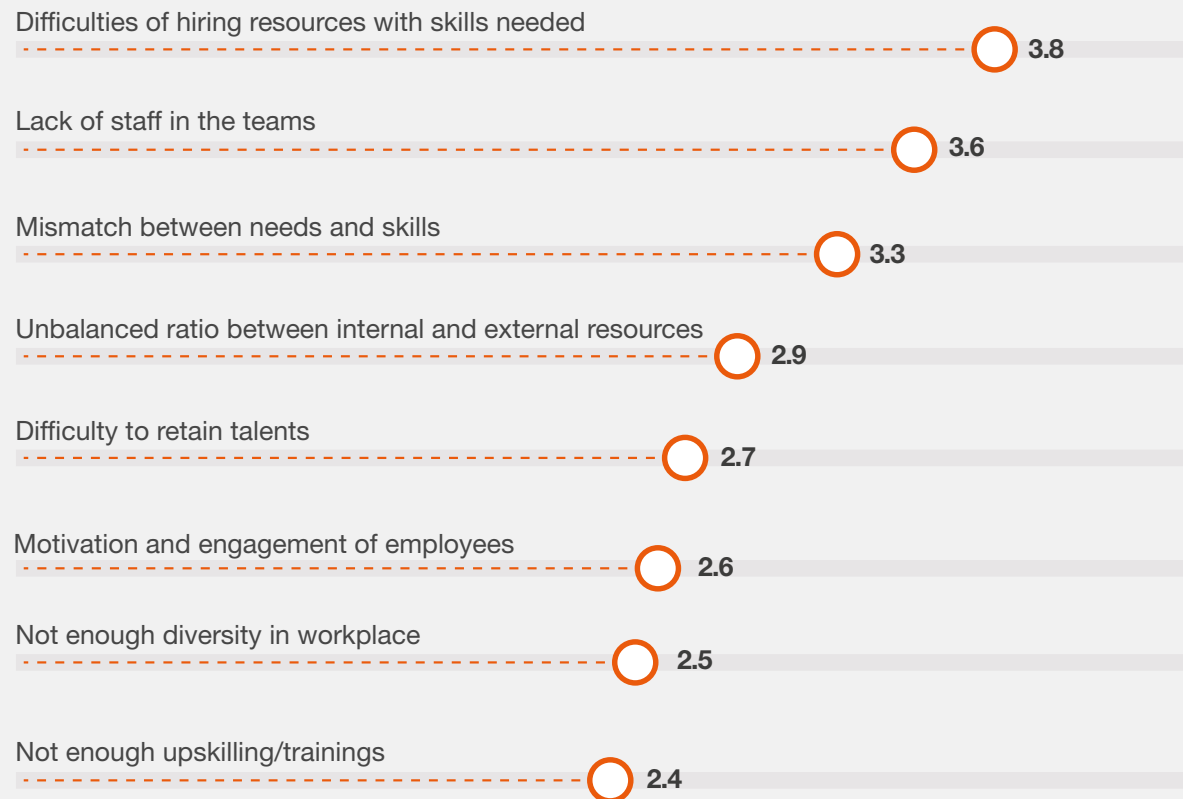 Difficulties of hiring resources with skills needed
3.8
Lack of staff in the teams
3.6
Mismatch between needs and skills
3.3
Unbalanced ratio between internal and external resources
2.9
Difficulty to retain talents
2.7
Motivation and engagement of employees
2.6
Not enough diversity in workplace
2.5
Not enough upskilling/trainings
2.4